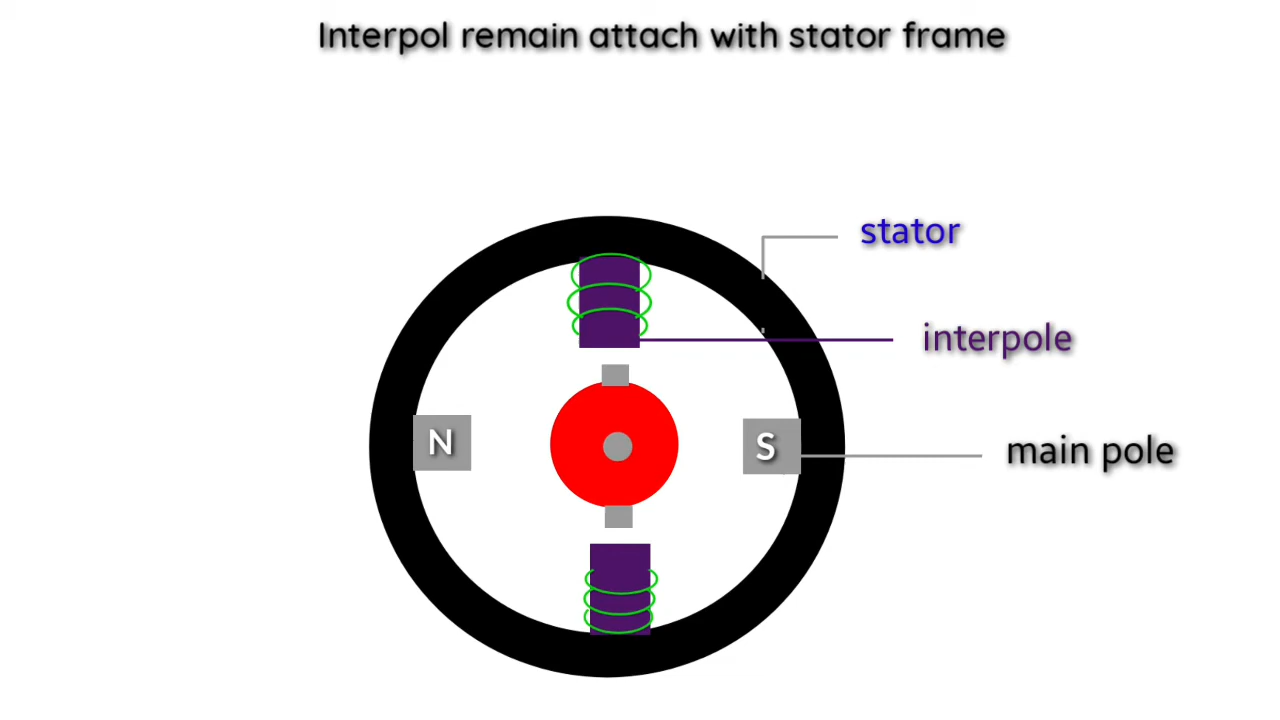 Interpol remain attach with stator frame
stator
interpole
N
S
main pole